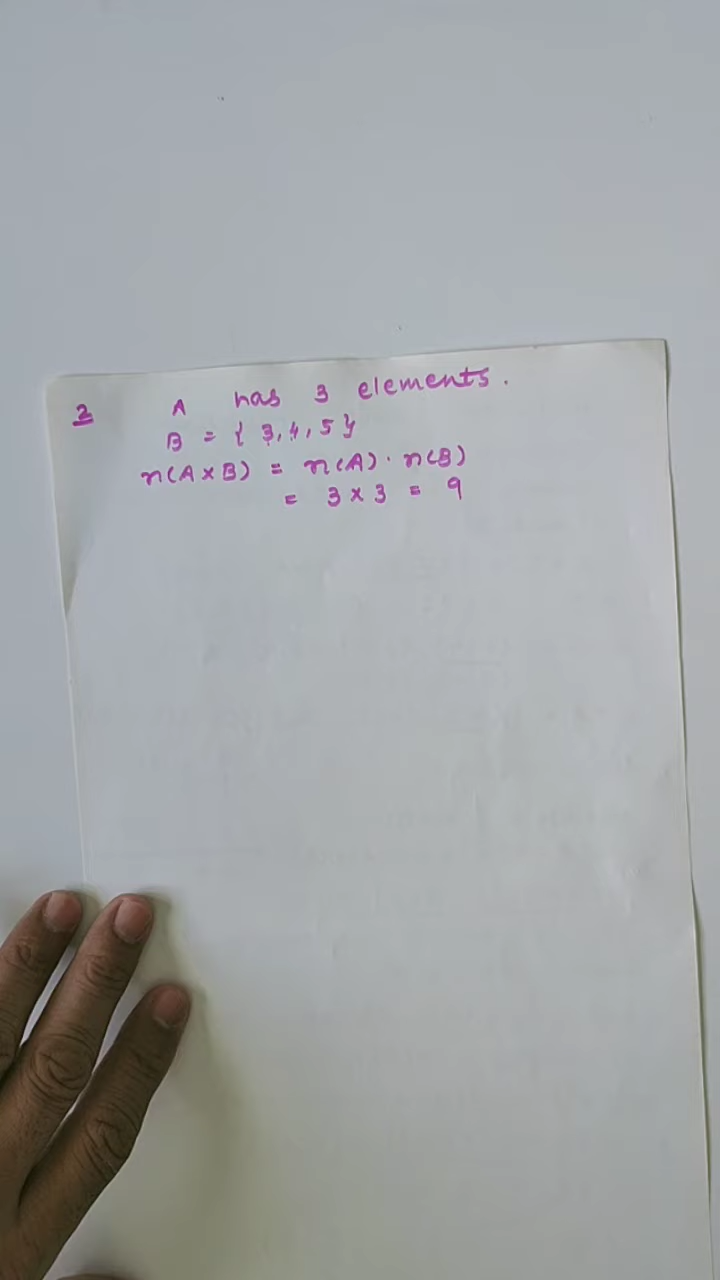 2 A has 3 elements.
B = { 3, 4, 5 }
n(A × B) = n(A) · n(B)
= 3 × 3 = 9